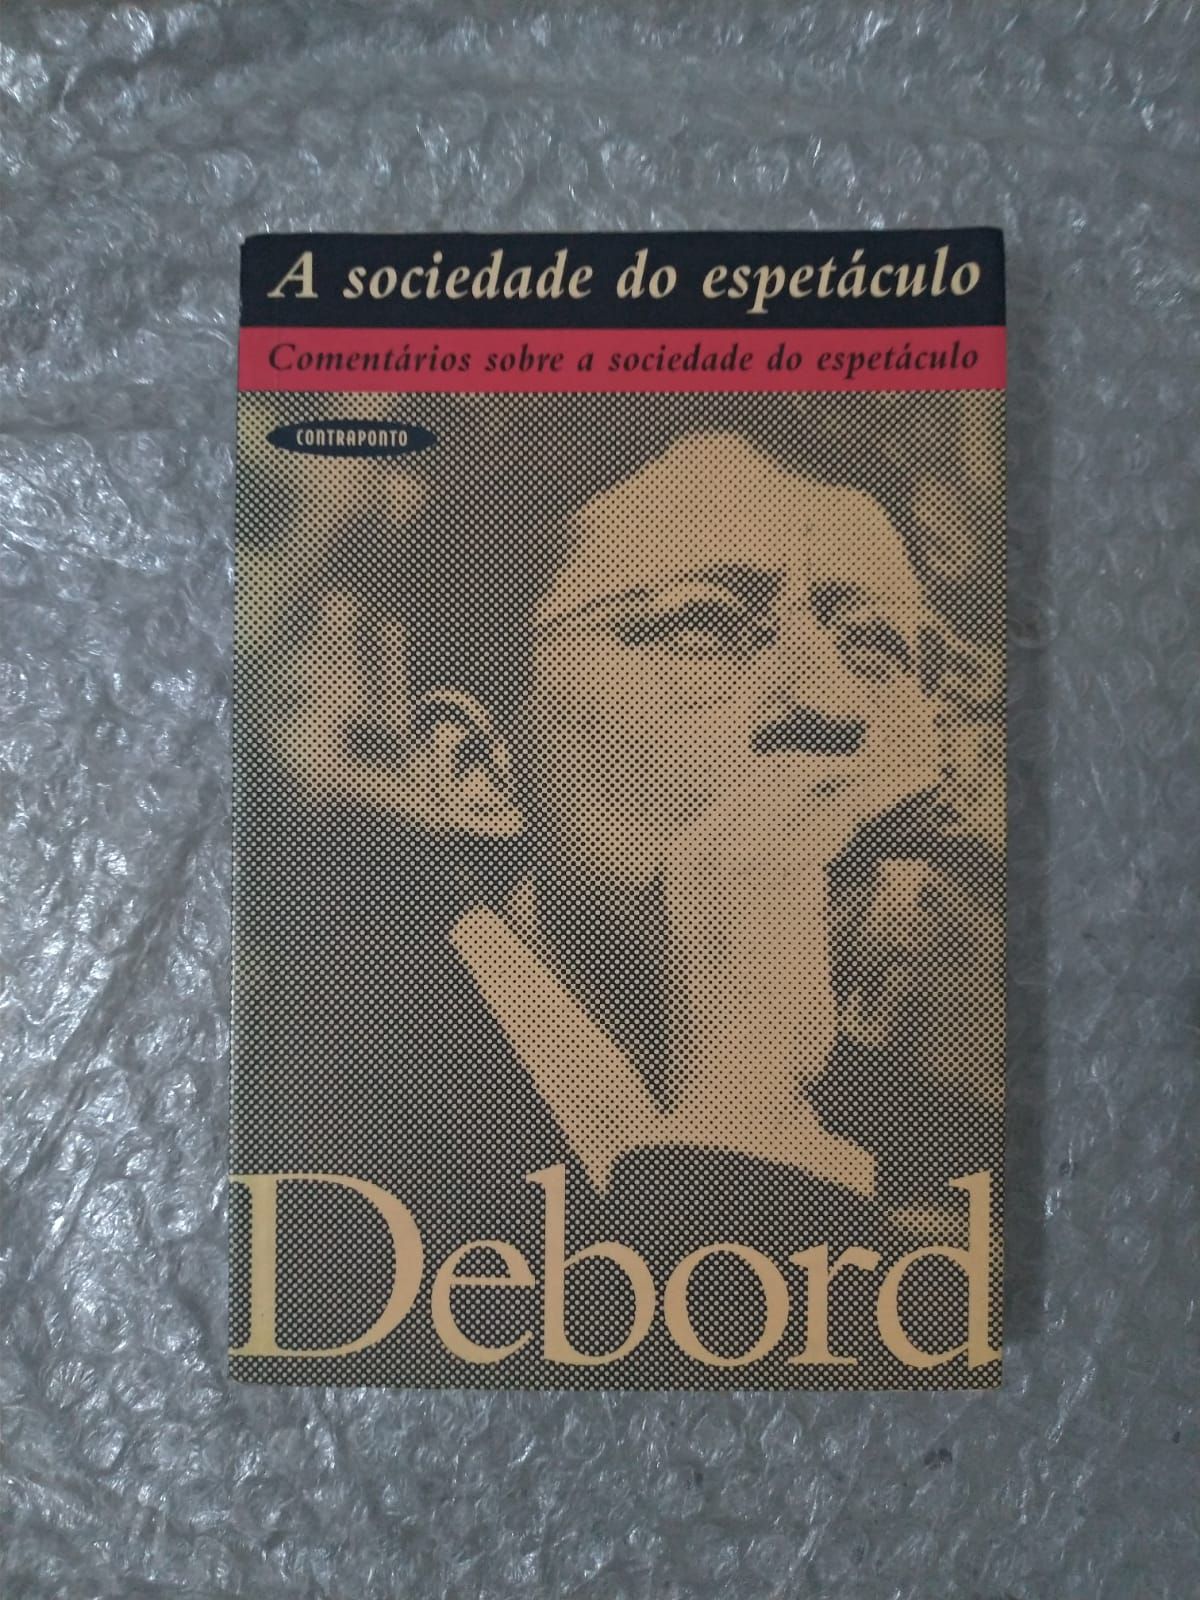 A sociedade do espetáculo
Comentários sobre a sociedade do espetáculo
CONTRAPONTO
Debord